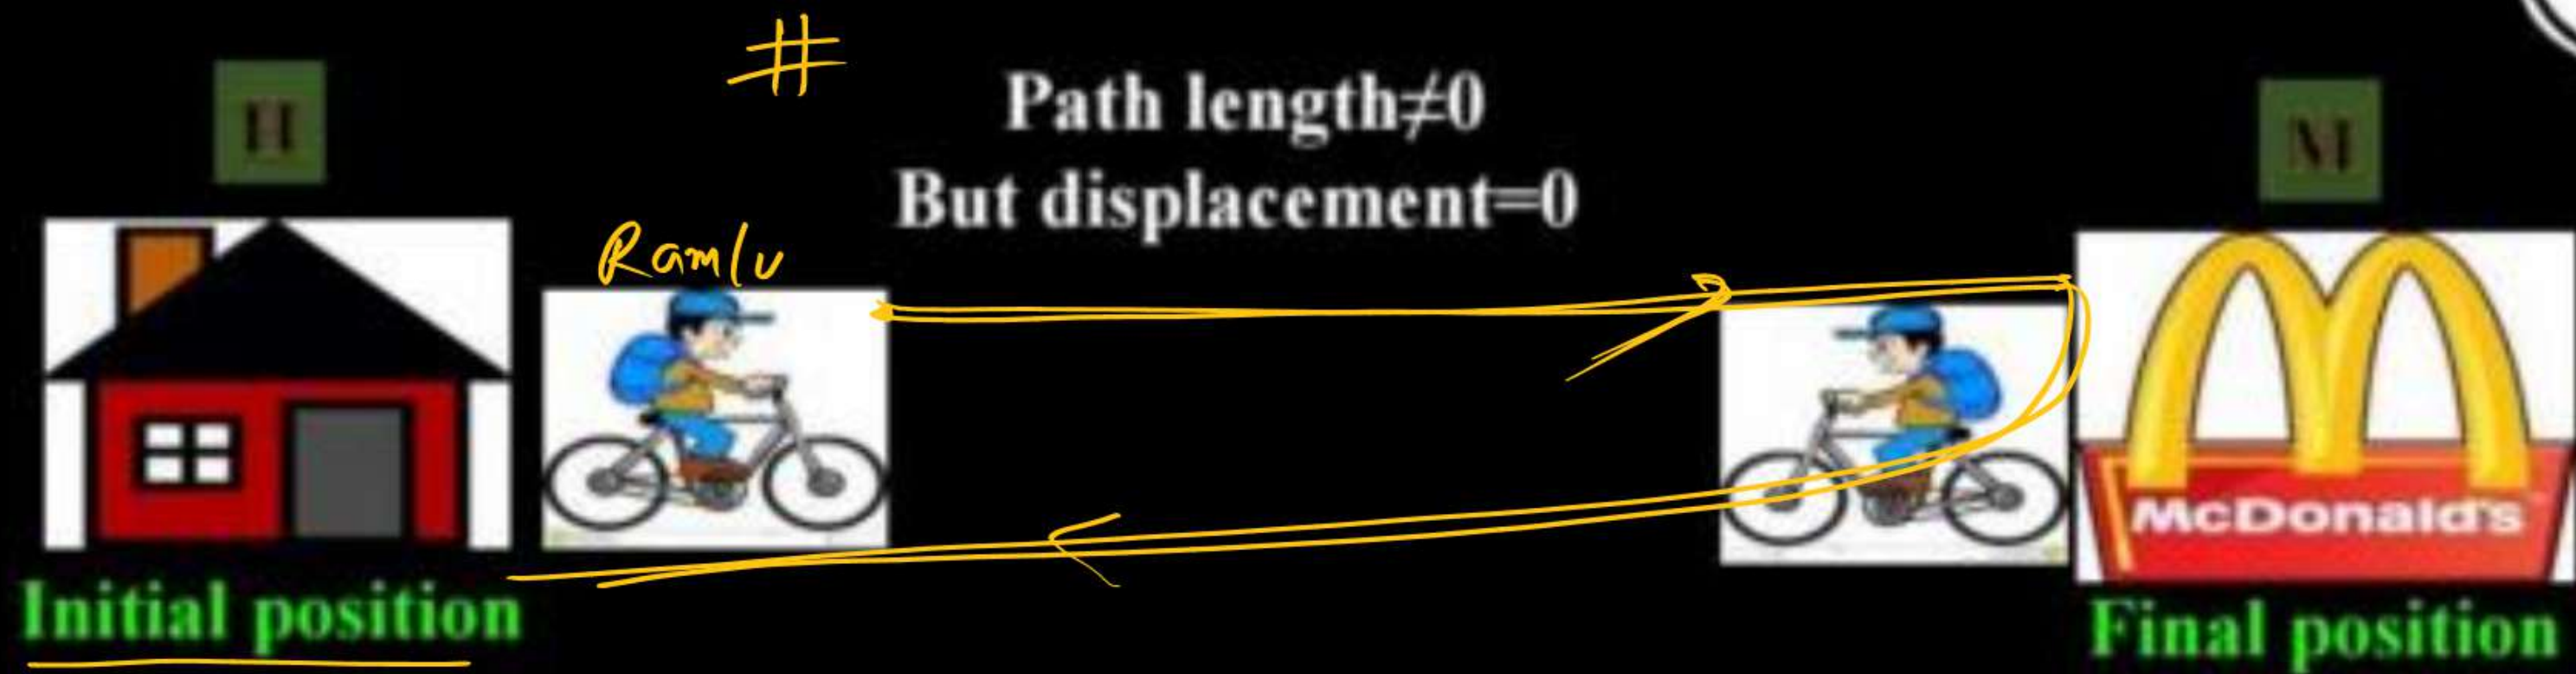 #
H
Path length≠0
But displacement=0
M
Ramlu
McDonald's
Initial position
Final position